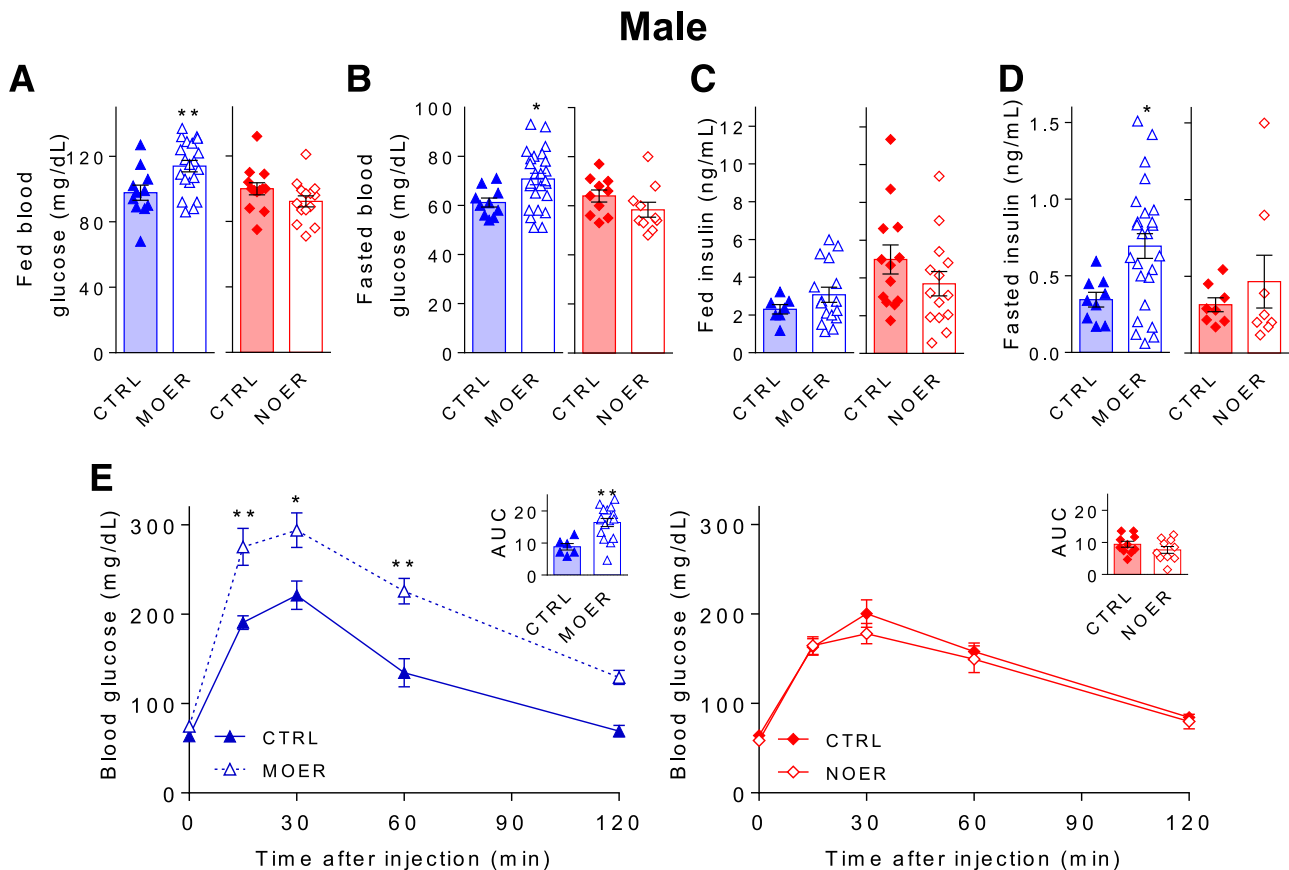 Male
A
Fed blood
glucose (mg/dL)
120
80
40
0
**
CTRL
MOER
CTRL
NOER
B
Fasted blood
glucose (mg/dL)
100
80
60
40
20
0
*
CTRL
MOER
CTRL
NOER
C
Fed insulin (ng/mL)
12
10
8
6
4
2
0
CTRL
MOER
CTRL
NOER
D
Fasted insulin (ng/mL)
1.5
1.0
0.5
0.0
*
CTRL
MOER
CTRL
NOER
E
Blood glucose (mg/dL)
300
200
100
0
**
*
**
CTRL
MOER
0
30
60
90
120
Time after injection (min)
AUC
20
10
0
**
CTRL
MOER
Blood glucose (mg/dL)
300
200
100
0
CTRL
NOER
0
30
60
90
120
Time after injection (min)
AUC
20
10
0
CTRL
NOER